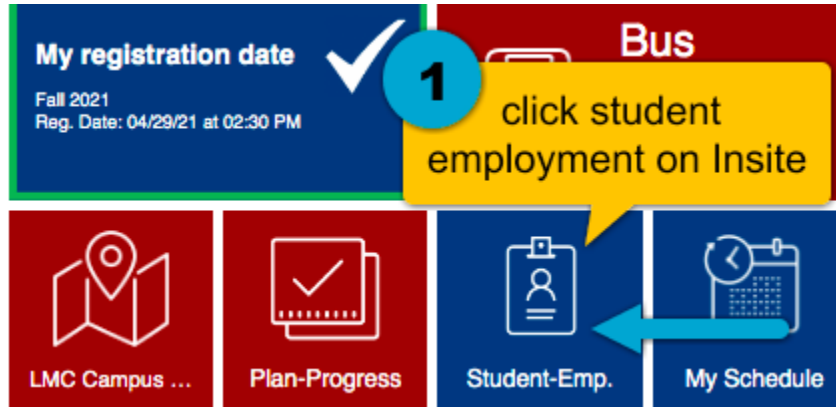 My registration date
Fall 2021
Reg. Date: 04/29/21 at 02:30 PM
Bus
1
click student
employment on Insite
LMC Campus ...
Plan-Progress
Student-Emp.
My Schedule